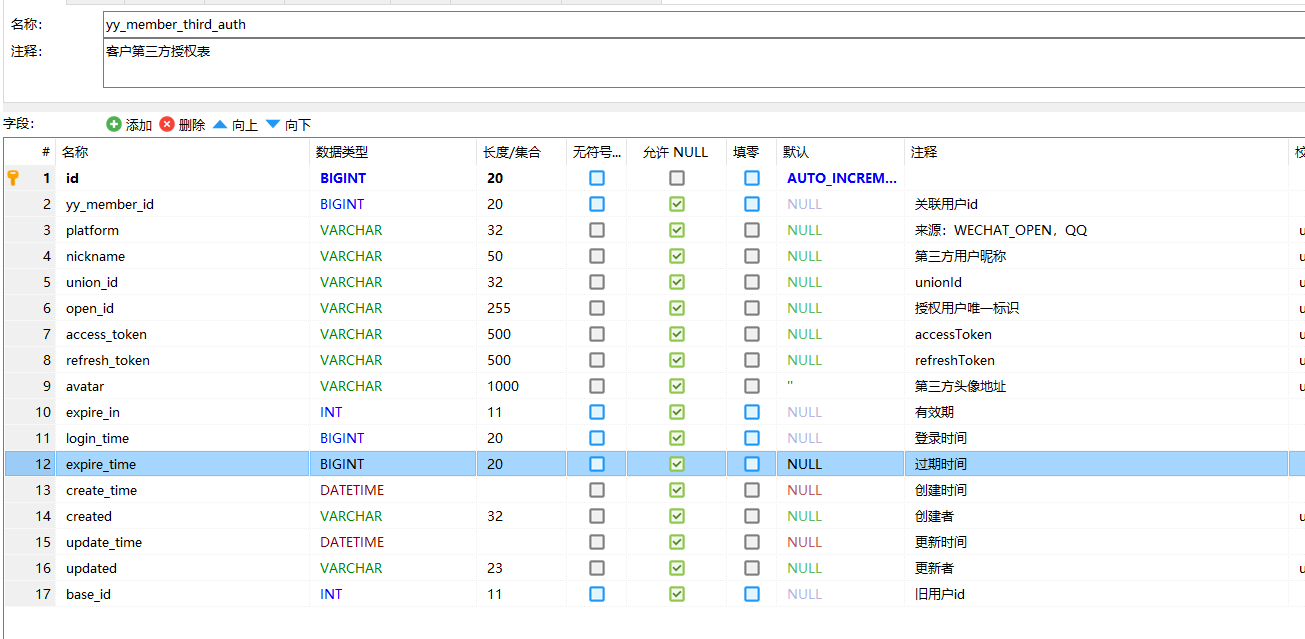 名称:
yy_member_third_auth
注释:
客户第三方授权表
字段: 添加 删除 向上 向下
# 名称 数据类型 长度/集合 无符号... 允许 NULL 填零 默认 注释
1 id BIGINT 20 AUTO_INCREM...
2 yy_member_id BIGINT 20 NULL 关联用户id
3 platform VARCHAR 32 NULL 来源：WECHAT_OPEN，QQ
4 nickname VARCHAR 50 NULL 第三方用户昵称
5 union_id VARCHAR 32 NULL unionId
6 open_id VARCHAR 255 NULL 授权用户唯一标识
7 access_token VARCHAR 500 NULL accessToken
8 refresh_token VARCHAR 500 NULL refreshToken
9 avatar VARCHAR 1000 '' 第三方头像地址
10 expire_in INT 11 NULL 有效期
11 login_time BIGINT 20 NULL 登录时间
12 expire_time BIGINT 20 NULL 过期时间
13 create_time DATETIME NULL 创建时间
14 created VARCHAR 32 NULL 创建者
15 update_time DATETIME NULL 更新时间
16 updated VARCHAR 23 NULL 更新者
17 base_id INT 11 NULL 旧用户id